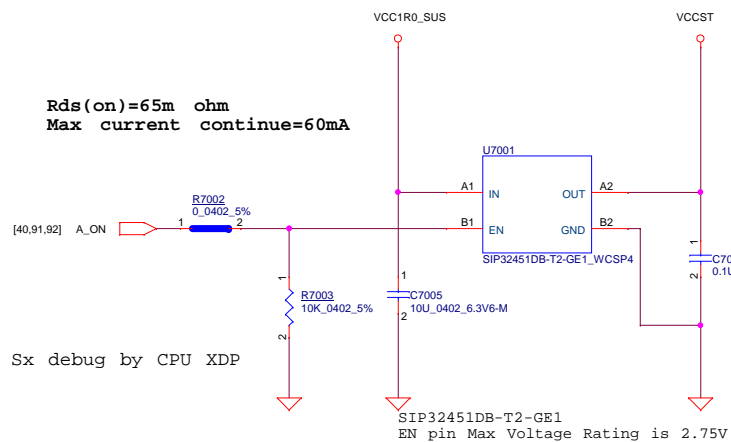 VCC1R0_SUS
VCCST
Rds(on)=65m ohm
Max current continue=60mA
U7001
A1
IN
OUT
A2
R7002
0_0402_5%
[40,91,92] A_ON
1
2
B1
EN
GND
B2
SIP32451DB-T2-GE1_WCSP4
1
2
1
R7003
10K_0402_5%
2
1
C7005
10U_0402_6.3V6-M
2
Sx debug by CPU XDP
SIP32451DB-T2-GE1
EN pin Max Voltage Rating is 2.75V